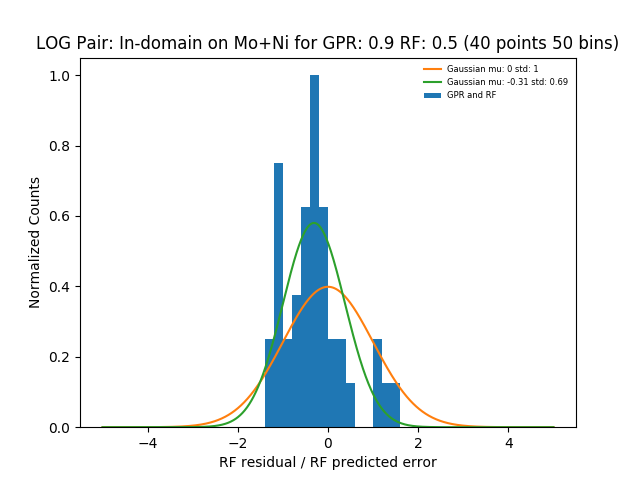 LOG Pair: In-domain on Mo+Ni for GPR: 0.9 RF: 0.5 (40 points 50 bins)
Gaussian mu: 0 std: 1
Gaussian mu: -0.31 std: 0.69
GPR and RF
Normalized Counts
1.0
0.8
0.6
0.4
0.2
0.0
−4
−2
0
2
4
RF residual / RF predicted error